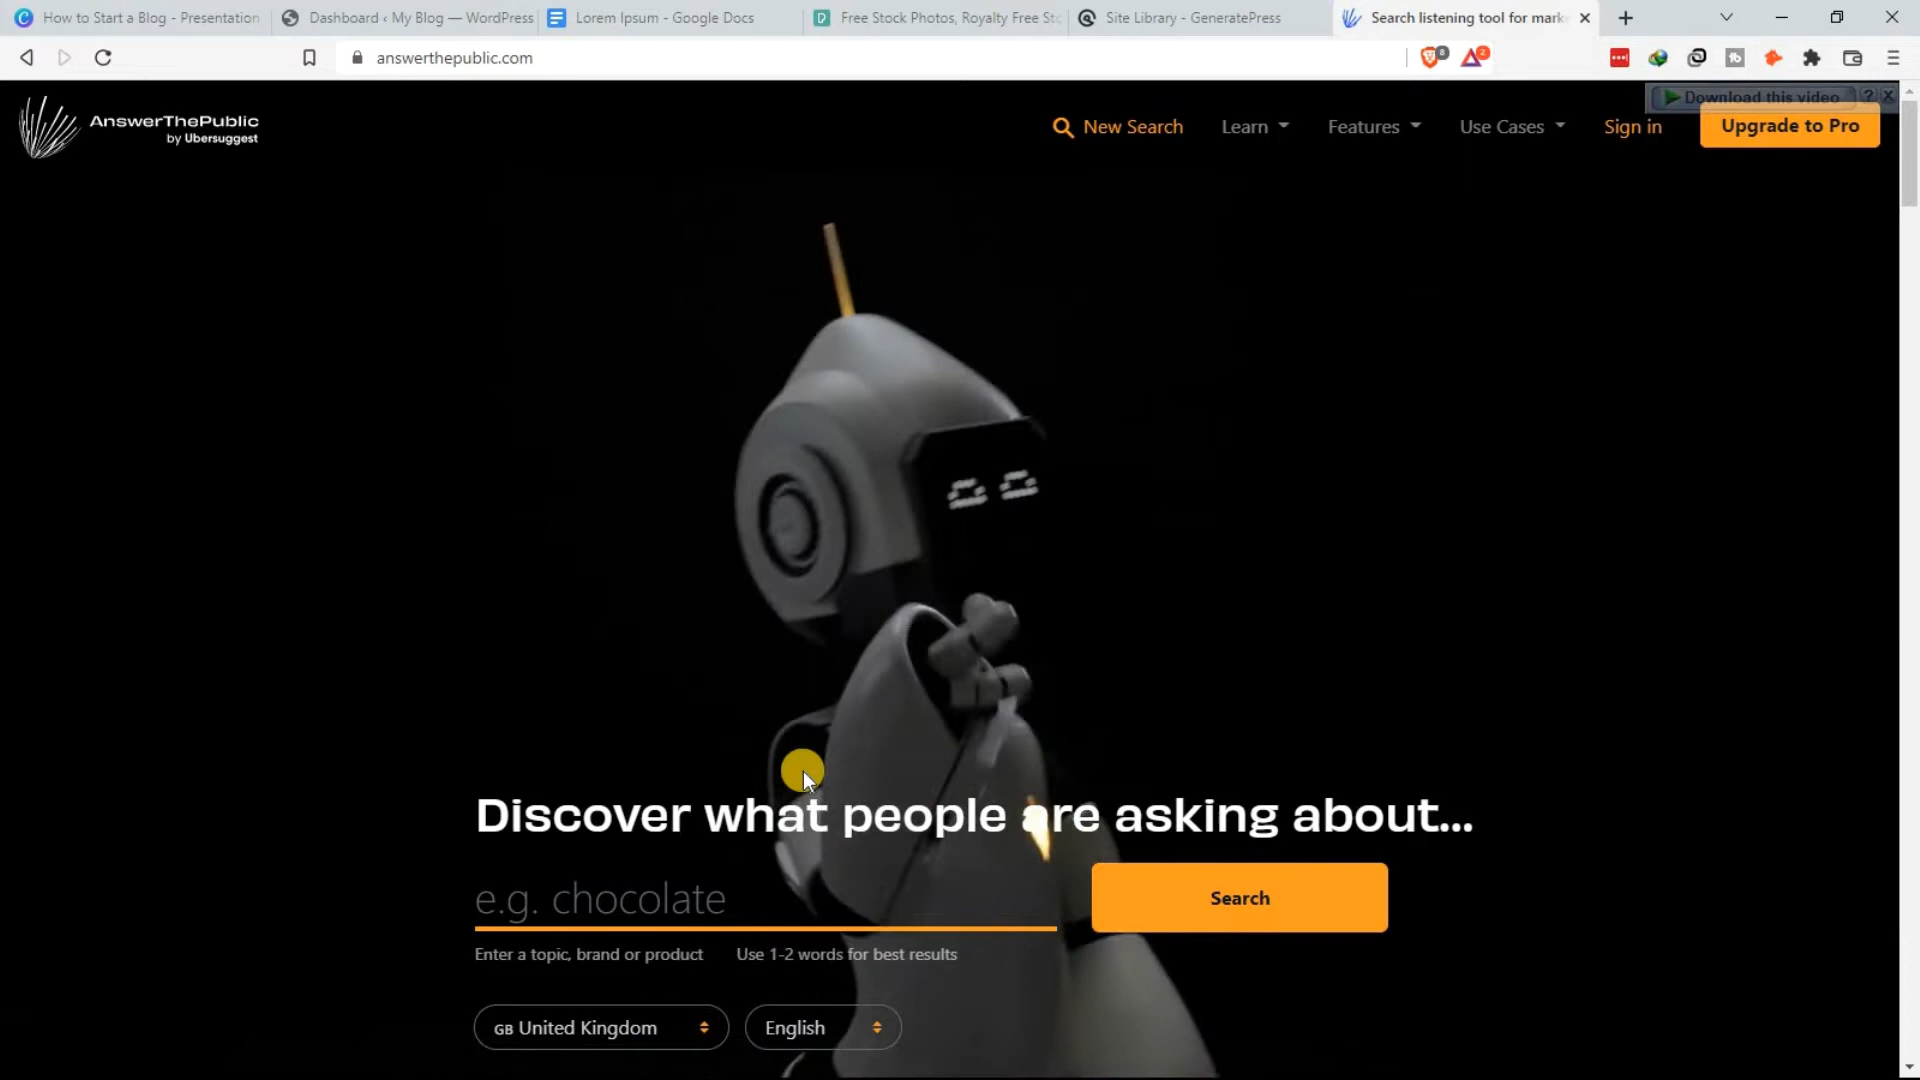 How to Start a Blog - Presentation
Dashboard ‹ My Blog — WordPress
Lorem Ipsum - Google Docs
Free Stock Photos, Royalty Free Sto
Site Library - GeneratePress
Search listening tool for mark
answerthepublic.com
8
2
Download this video
?
X
AnswerThePublic
by Ubersuggest
New Search
Learn
Features
Use Cases
Sign in
Upgrade to Pro
Discover what people are asking about...
e.g. chocolate
Search
Enter a topic, brand or product
Use 1-2 words for best results
GB United Kingdom
English